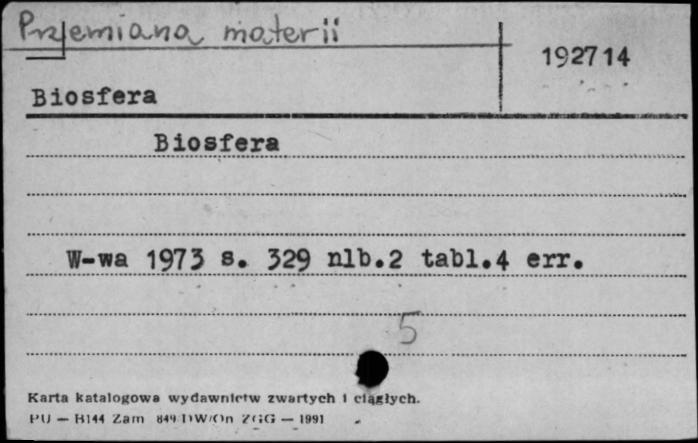 Przemiana materii
192714
Biosfera
Biosfera
W-wa 1973 s. 329 nlb.2 tabl.4 err.
5
Karta katalogowa wydawnictw zwartych i ciągłych.
PU — B144 Zam 849/DW/On ZGG — 1991